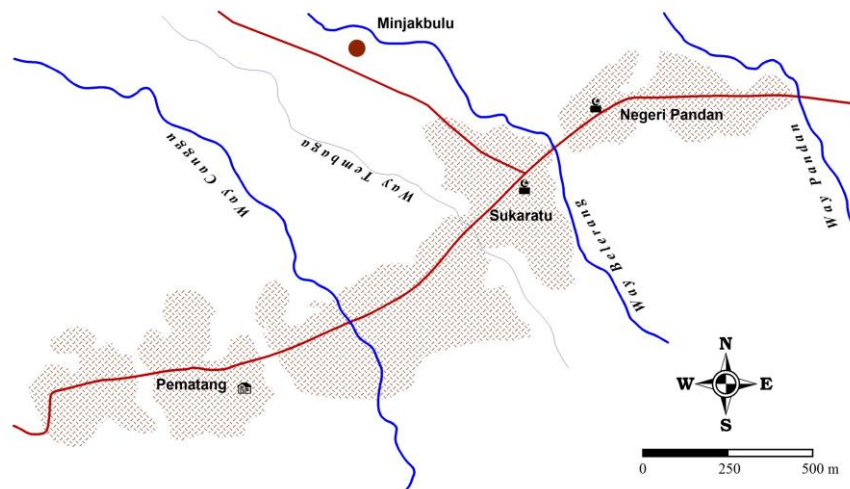 Minjakbulu
Negeri Pandan
Way Canggu
Way Tembaga
Way Pandan
Sukaratu
Way Belerang
Pematang
N
W E
S
0 250 500 m